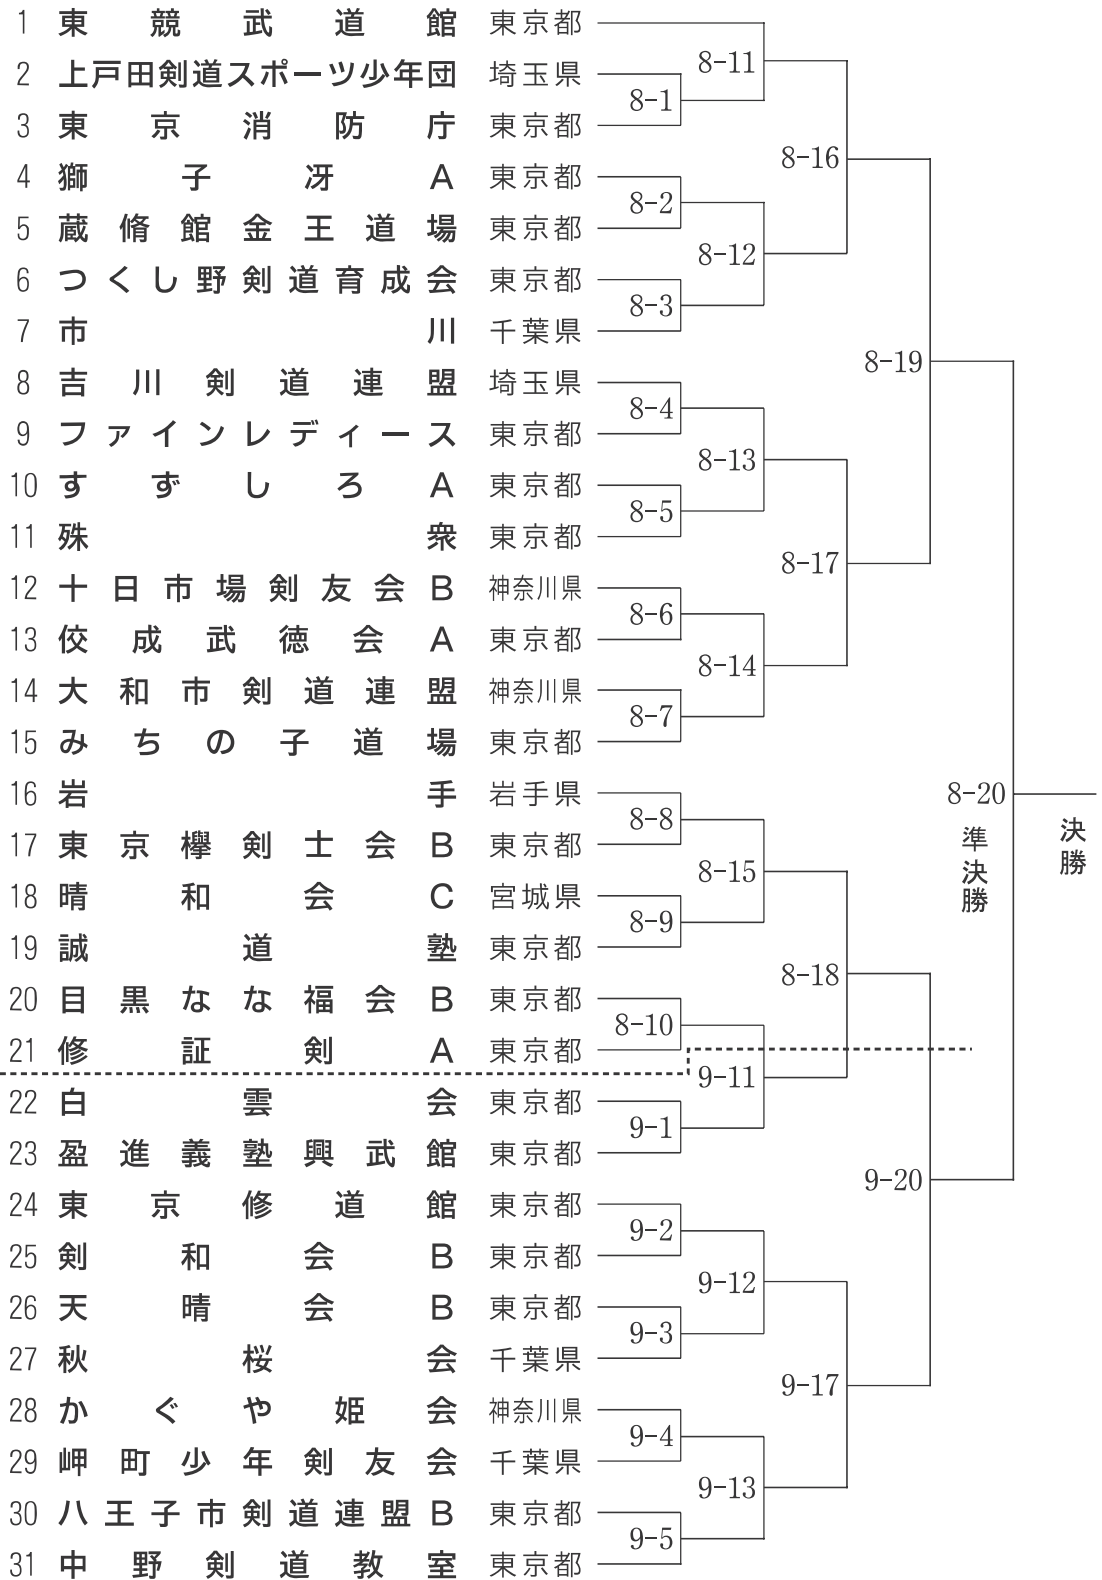 1 東競武道館 東京都
2 上戸田剣道スポーツ少年団 埼玉県
3 東京消防庁 東京都
4 獅子冴A 東京都
5 蔵脩館金王道場 東京都
6 つくし野剣道育成会 東京都
7 市川 千葉県
8 吉川剣道連盟 埼玉県
9 ファインレディース 東京都
10 すずしろA 東京都
11 殊衆 東京都
12 十日市場剣友会B 神奈川県
13 佼成武徳会A 東京都
14 大和市剣道連盟 神奈川県
15 みちの子道場 東京都
16 岩手 岩手県
17 東京欅剣士会B 東京都
18 晴和会C 宮城県
19 誠道塾 東京都
20 目黒なな福会B 東京都
21 修証剣A 東京都
22 白雲会 東京都
23 盈進義塾興武館 東京都
24 東京修道館 東京都
25 剣和会B 東京都
26 天晴会B 東京都
27 秋桜会 千葉県
28 かぐや姫会 神奈川県
29 岬町少年剣友会 千葉県
30 八王子市剣道連盟B 東京都
31 中野剣道教室 東京都
8-1
8-2
8-3
8-4
8-5
8-6
8-7
8-8
8-9
8-10
9-1
9-2
9-3
9-4
9-5
8-11
8-12
8-13
8-14
8-15
9-11
9-12
9-13
8-16
8-17
8-18
9-17
8-19
9-20
8-20
準決勝
決勝